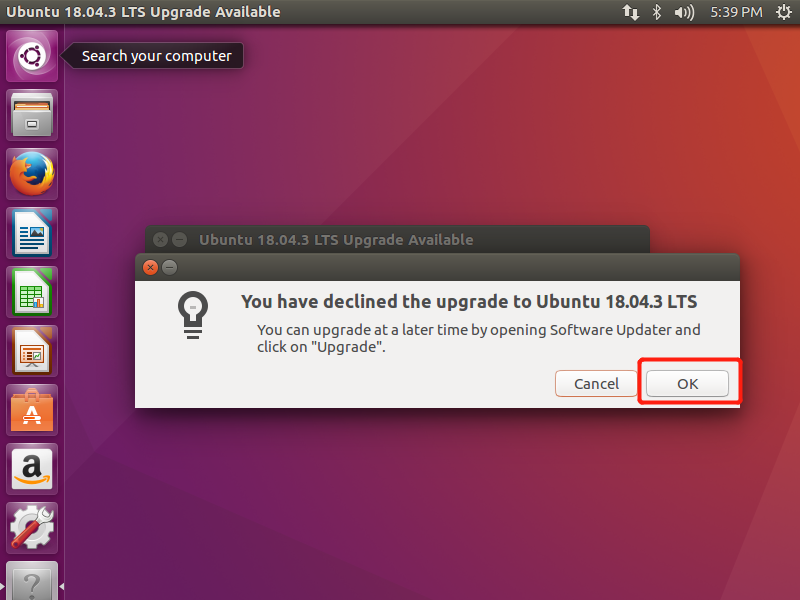 Ubuntu 18.04.3 LTS Upgrade Available
5:39 PM
Search your computer
Ubuntu 18.04.3 LTS Upgrade Available
You have declined the upgrade to Ubuntu 18.04.3 LTS
You can upgrade at a later time by opening Software Updater and
click on "Upgrade".
Cancel
OK
A
a
?